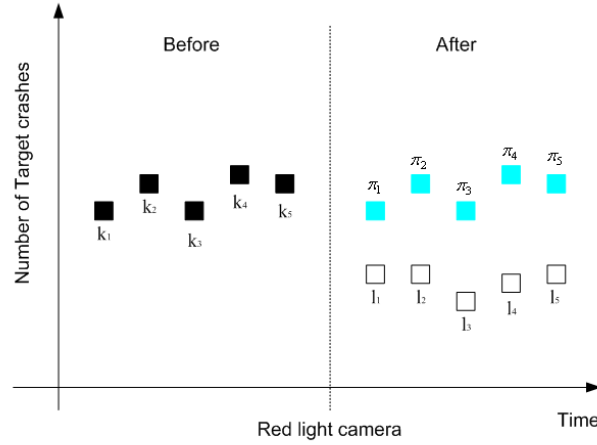 Before
After
Number of Target crashes
k₁
k₂
k₃
k₄
k₅
π₁
π₂
π₃
π₄
π₅
l₁
l₂
l₃
l₄
l₅
Red light camera
Time